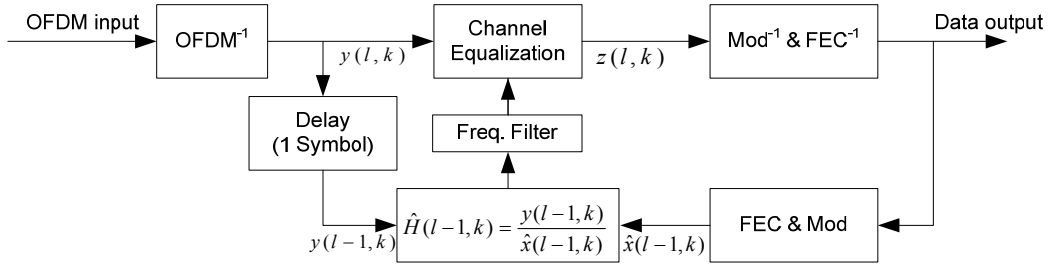 OFDM input
OFDM⁻¹
y(l,k)
Channel
Equalization
z(l,k)
Mod⁻¹ & FEC⁻¹
Data output
Delay
(1 Symbol)
Freq. Filter
y(l−1,k)
Ĥ(l−1,k) = y(l−1,k) / x̂(l−1,k)
x̂(l−1,k)
FEC & Mod